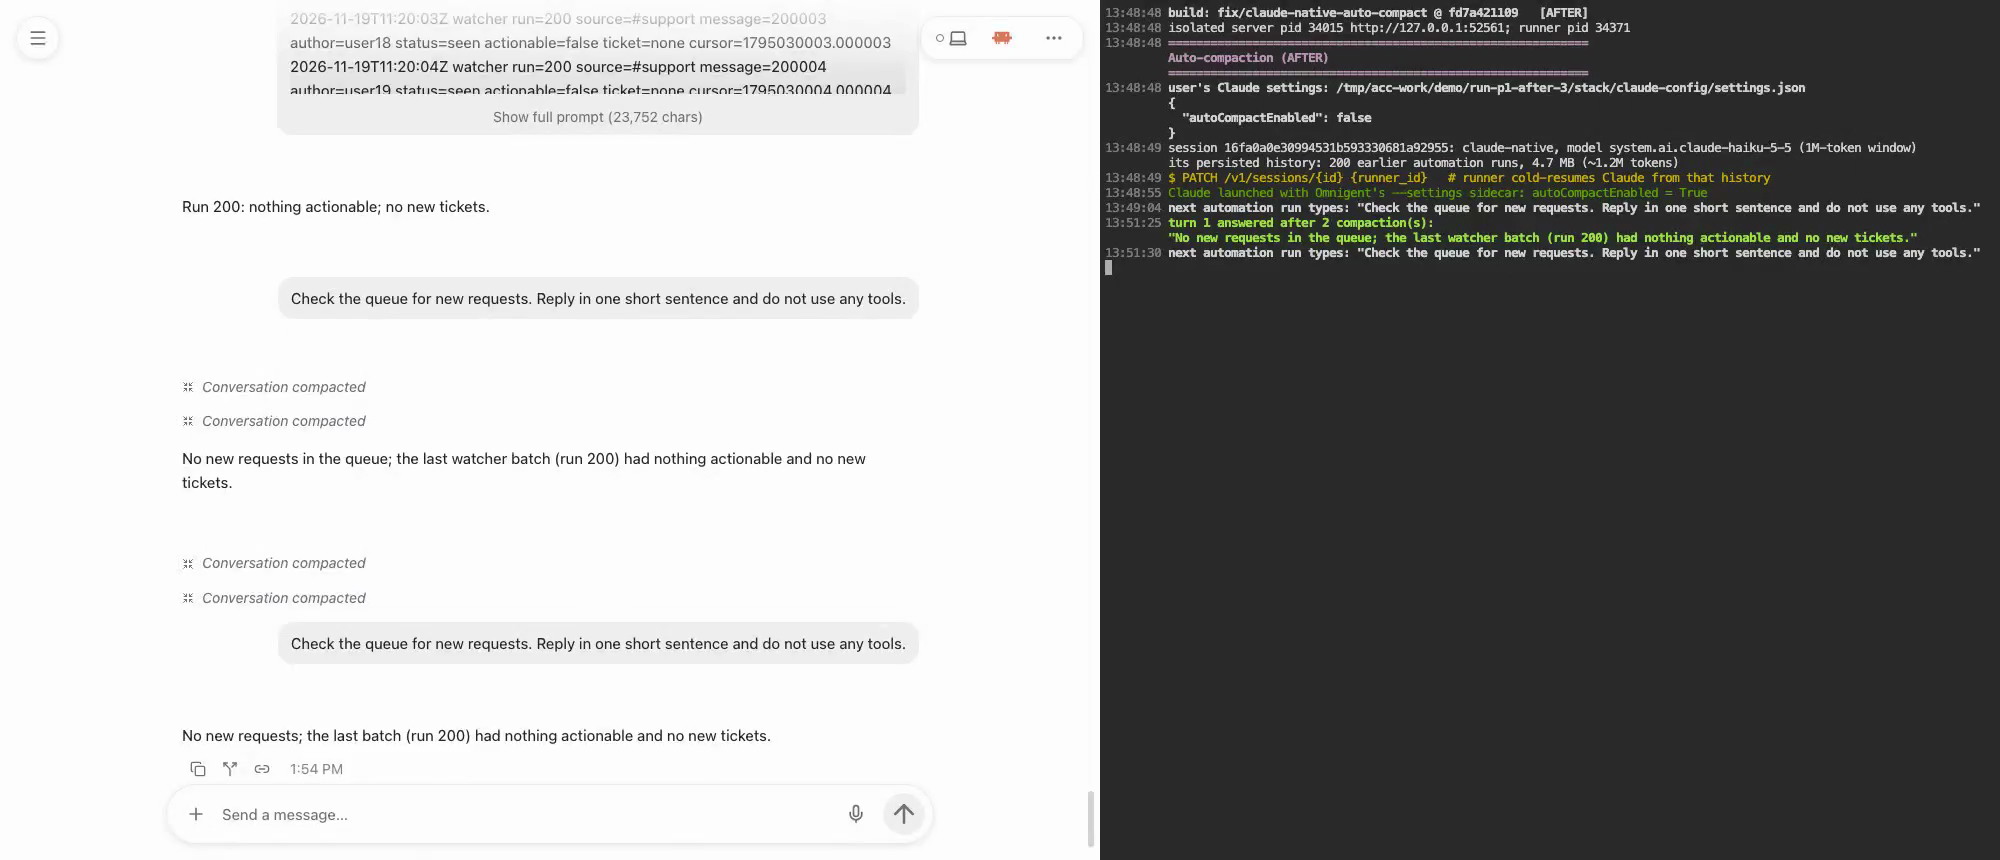 2026-11-19T11:20:03Z watcher run=200 source=#support message=200003
author=user18 status=seen actionable=false ticket=none cursor=1795030003.000003
2026-11-19T11:20:04Z watcher run=200 source=#support message=200004
author=user19 status=seen actionable=false ticket=none cursor=1795030004.000004
Show full prompt (23,752 chars)
Run 200: nothing actionable; no new tickets.
Check the queue for new requests. Reply in one short sentence and do not use any tools.
Conversation compacted
Conversation compacted
No new requests in the queue; the last watcher batch (run 200) had nothing actionable and no new
tickets.
Conversation compacted
Conversation compacted
Check the queue for new requests. Reply in one short sentence and do not use any tools.
No new requests; the last batch (run 200) had nothing actionable and no new tickets.
1:54 PM
Send a message...
13:48:48 build: fix/claude-native-auto-compact @ fd7a421109 [AFTER]
13:48:48 isolated server pid 34015 http://127.0.0.1:52561; runner pid 34371
13:48:48 ============================================================
Auto-compaction (AFTER)
============================================================
13:48:48 user's Claude settings: /tmp/acc-work/demo/run-p1-after-3/stack/claude-config/settings.json
{
"autoCompactEnabled": false
}
13:48:49 session 16fa0a0e30994531b593330681a92955: claude-native, model system.ai.claude-haiku-5-5 (1M-token window)
its persisted history: 200 earlier automation runs, 4.7 MB (~1.2M tokens)
13:48:49 $ PATCH /v1/sessions/{id} {runner_id} # runner cold-resumes Claude from that history
13:48:55 Claude launched with Omnigent's --settings sidecar: autoCompactEnabled = True
13:49:04 next automation run types: "Check the queue for new requests. Reply in one short sentence and do not use any tools."
13:51:25 turn 1 answered after 2 compaction(s):
"No new requests in the queue; the last watcher batch (run 200) had nothing actionable and no new tickets."
13:51:30 next automation run types: "Check the queue for new requests. Reply in one short sentence and do not use any tools."